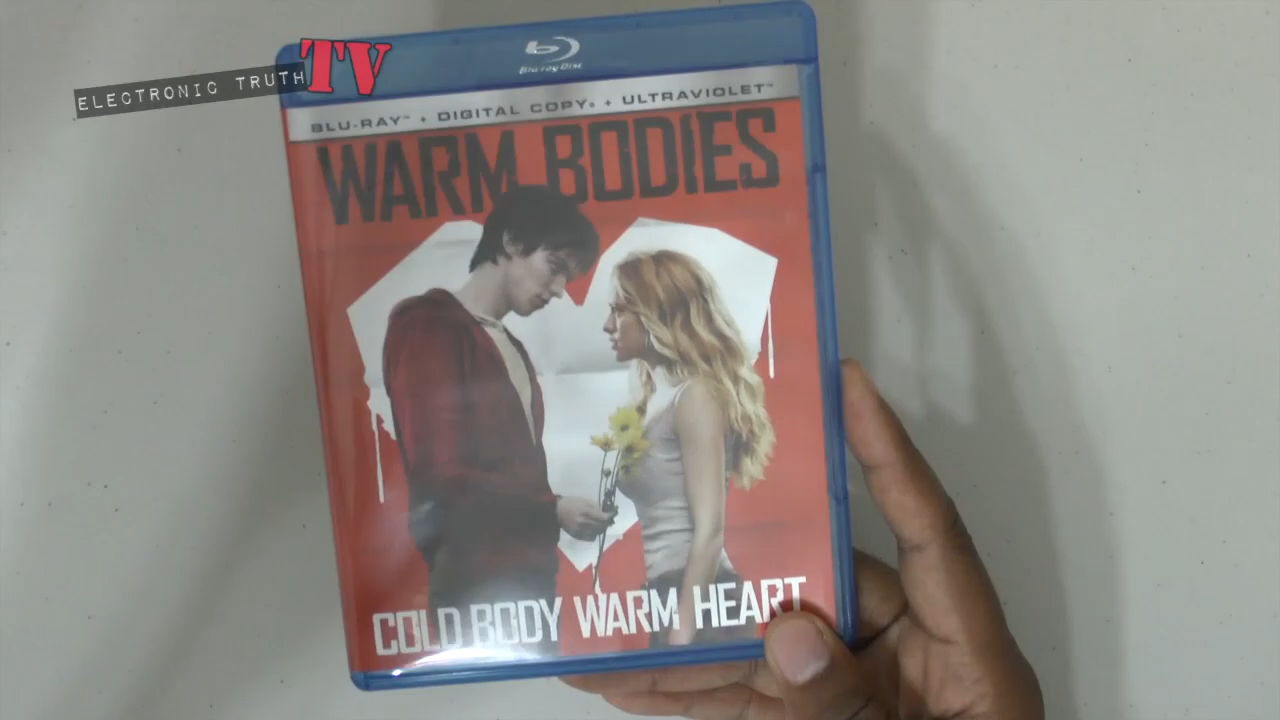 ELECTRONIC TRUTH TV
Blu-ray Disc
BLU-RAY™ + DIGITAL COPY® + ULTRAVIOLET™
WARM BODIES
COLD BODY WARM HEART